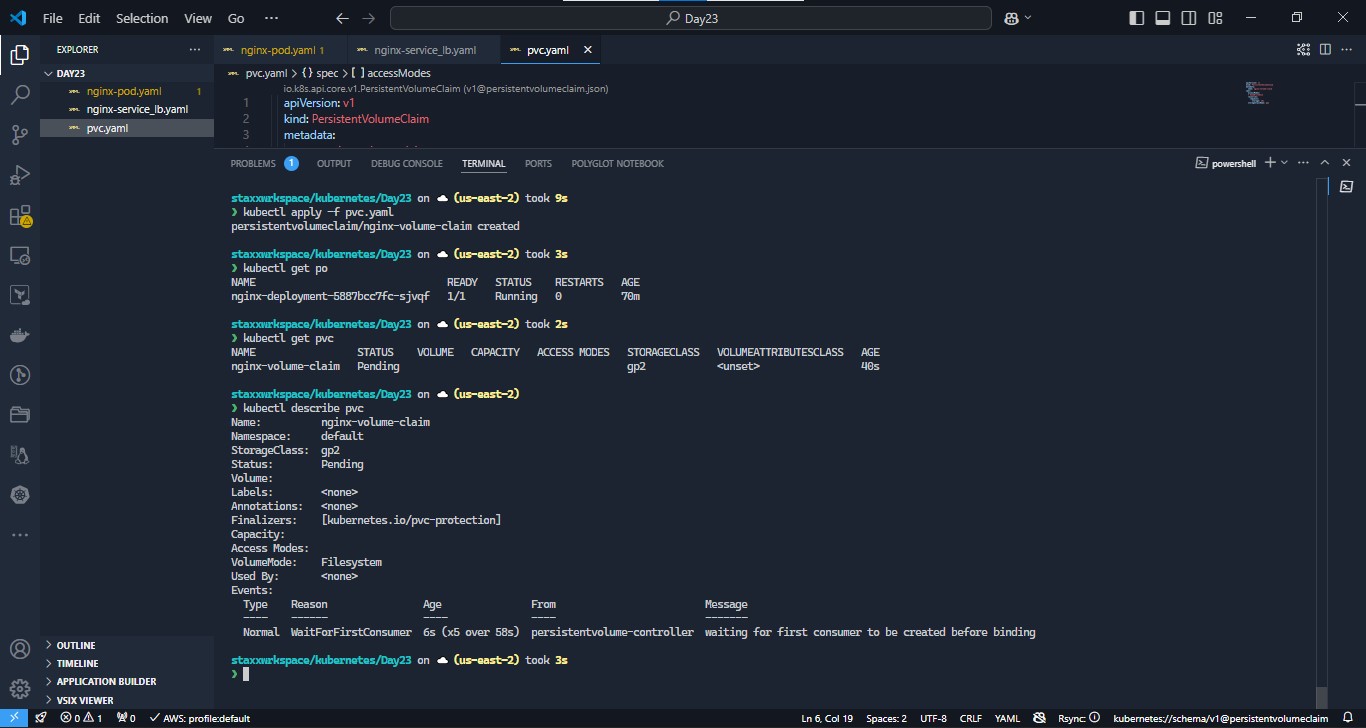 File Edit Selection View Go ··· Day23
EXPLORER ···
DAY23
nginx-pod.yaml 1
nginx-service_lb.yaml
pvc.yaml
OUTLINE
TIMELINE
APPLICATION BUILDER
VSIX VIEWER
nginx-pod.yaml 1 nginx-service_lb.yaml pvc.yaml
pvc.yaml > {} spec > [ ] accessModes
io.k8s.api.core.v1.PersistentVolumeClaim (v1@persistentvolumeclaim.json)
1 apiVersion: v1
2 kind: PersistentVolumeClaim
3 metadata:
PROBLEMS 1 OUTPUT DEBUG CONSOLE TERMINAL PORTS POLYGLOT NOTEBOOK powershell
staxxwrkspace/kubernetes/Day23 on (us-east-2) took 9s
❯ kubectl apply -f pvc.yaml
persistentvolumeclaim/nginx-volume-claim created
staxxwrkspace/kubernetes/Day23 on (us-east-2) took 3s
❯ kubectl get po
NAME READY STATUS RESTARTS AGE
nginx-deployment-5887bcc7fc-sjvqf 1/1 Running 0 70m
staxxwrkspace/kubernetes/Day23 on (us-east-2) took 2s
❯ kubectl get pvc
NAME STATUS VOLUME CAPACITY ACCESS MODES STORAGECLASS VOLUMEATTRIBUTESCLASS AGE
nginx-volume-claim Pending gp2 <unset> 40s
staxxwrkspace/kubernetes/Day23 on (us-east-2)
❯ kubectl describe pvc
Name: nginx-volume-claim
Namespace: default
StorageClass: gp2
Status: Pending
Volume:
Labels: <none>
Annotations: <none>
Finalizers: [kubernetes.io/pvc-protection]
Capacity:
Access Modes:
VolumeMode: Filesystem
Used By: <none>
Events:
Type Reason Age From Message
---- ------ ---- ---- -------
Normal WaitForFirstConsumer 6s (x5 over 58s) persistentvolume-controller waiting for first consumer to be created before binding
staxxwrkspace/kubernetes/Day23 on (us-east-2) took 3s
❯
0 1 0 AWS: profile:default Ln 6, Col 19 Spaces: 2 UTF-8 CRLF YAML Rsync: kubernetes://schema/v1@persistentvolumeclaim